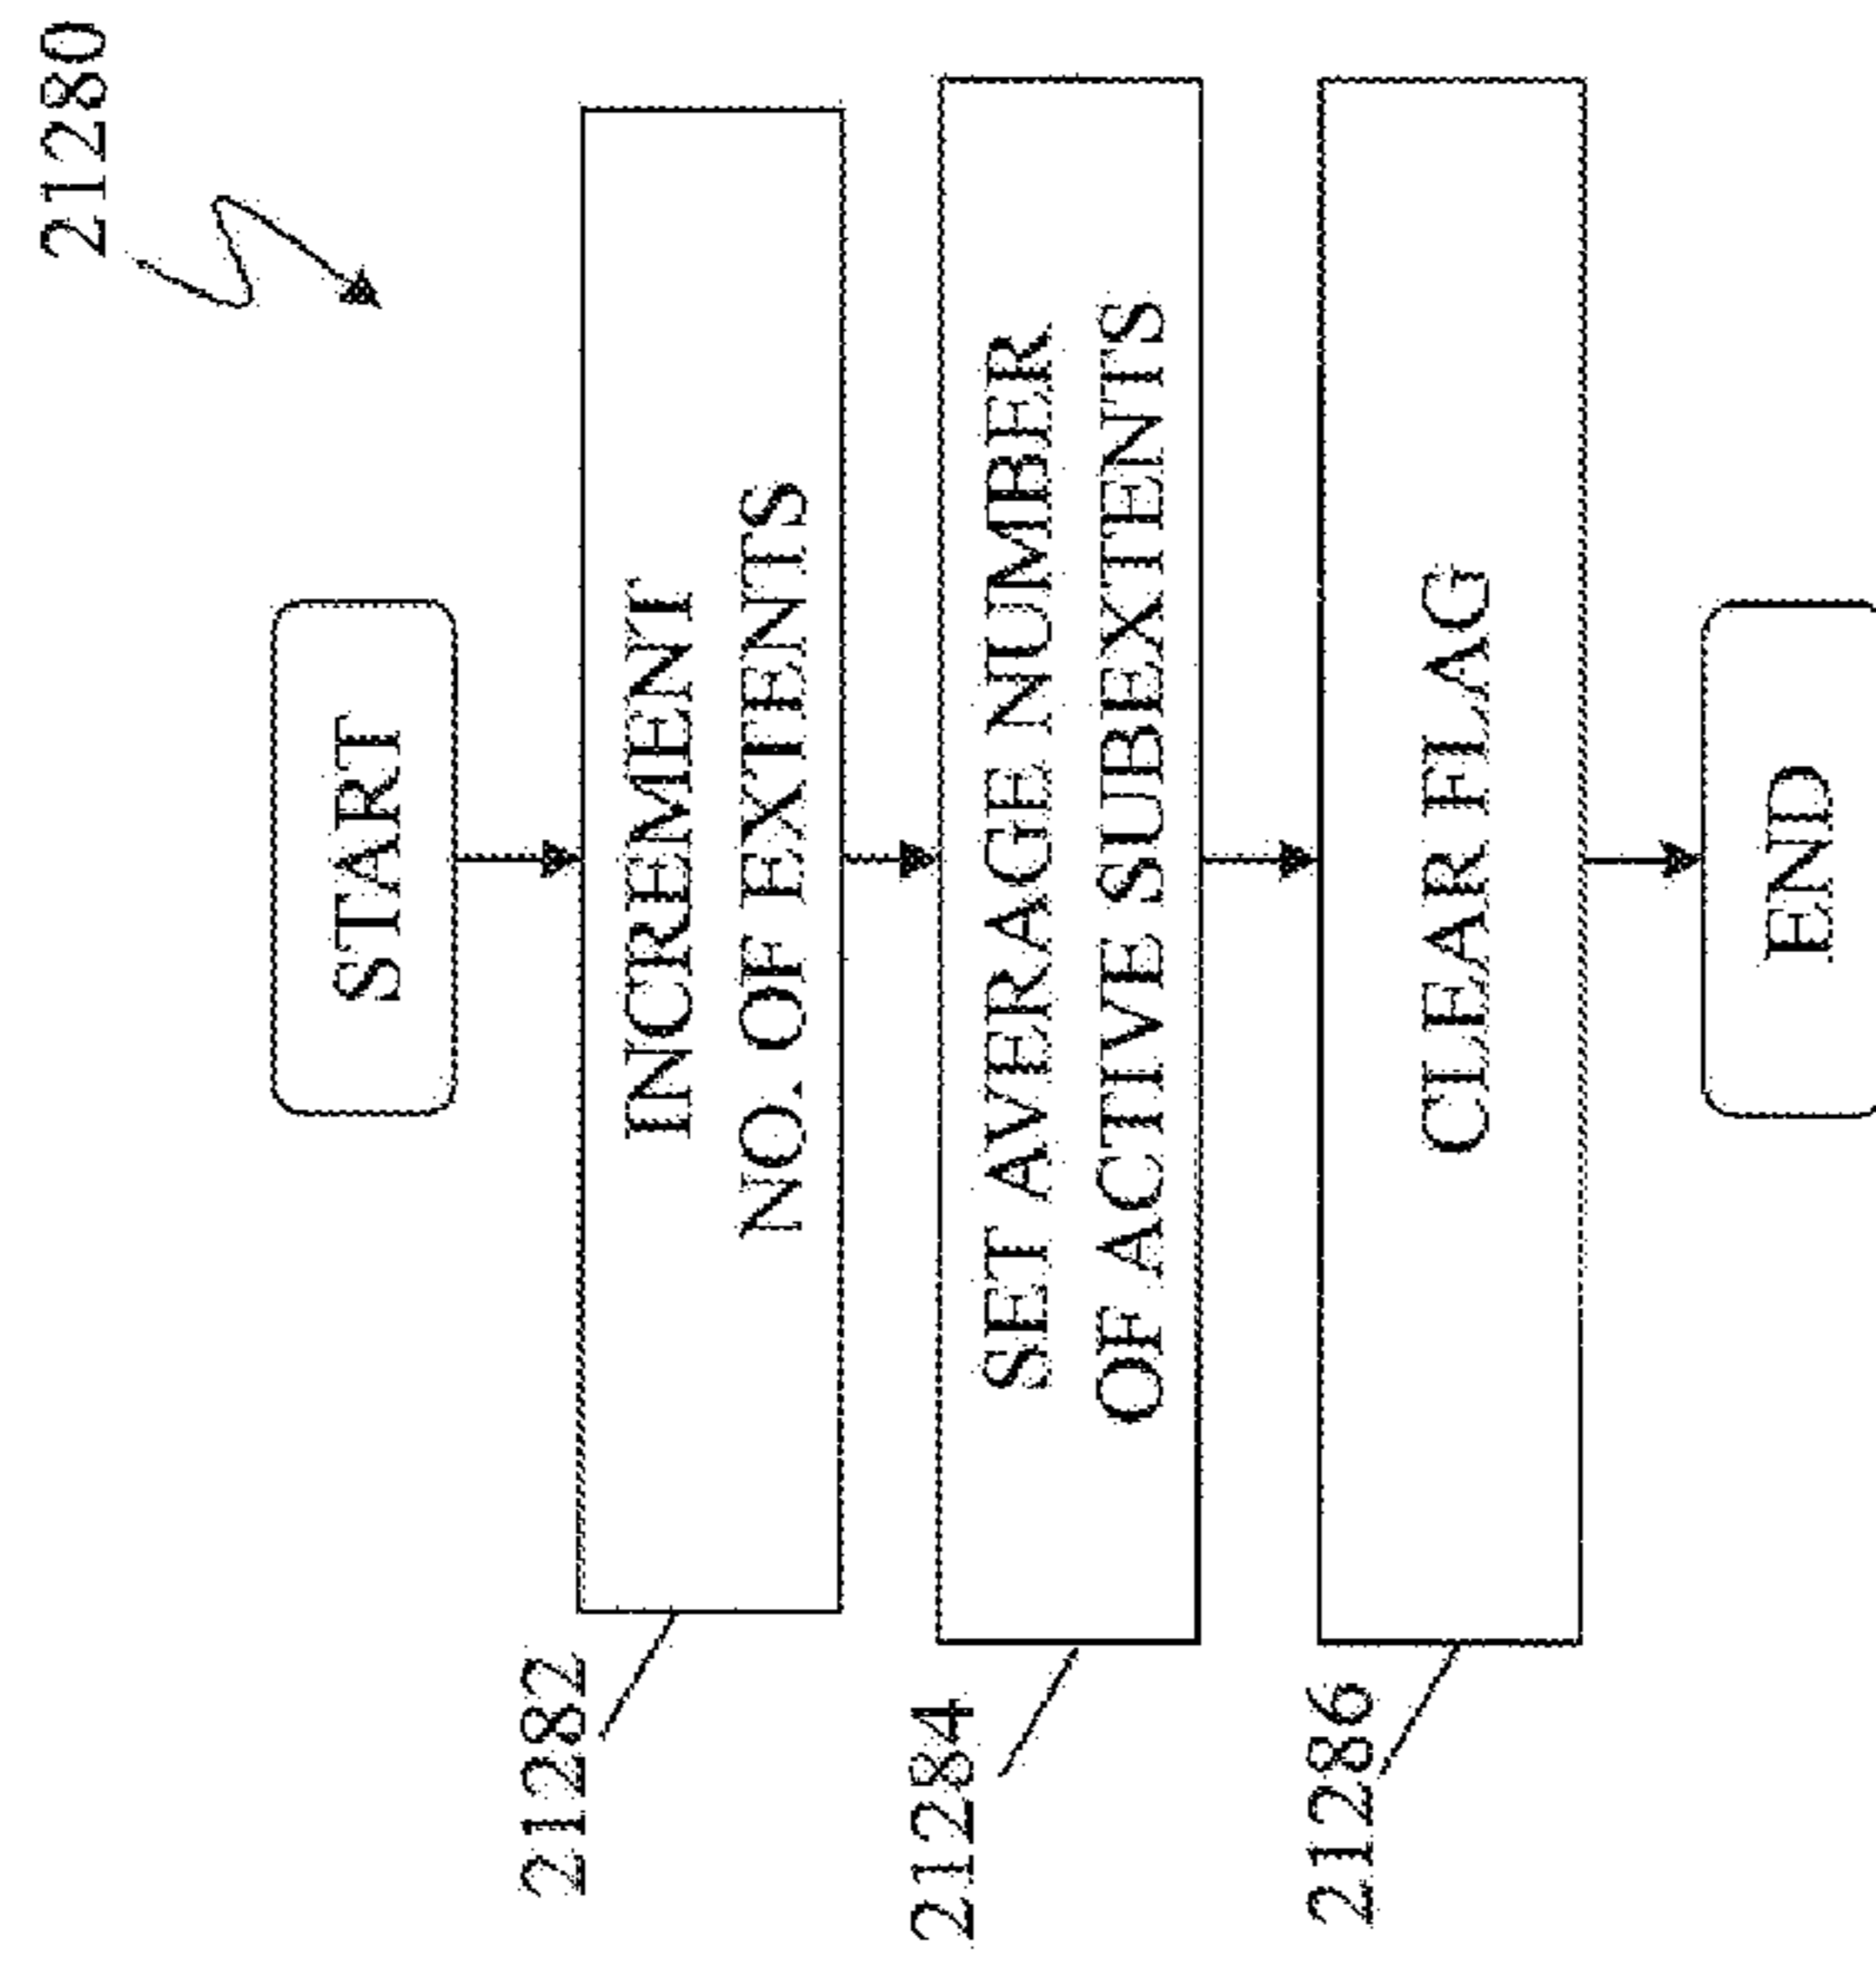 21280
START
INCREMENT
NO. OF EXTENTS
21282
SET AVERAGE NUMBER
OF ACTIVE SUBEXTENTS
21284
CLEAR FLAG
21286
END